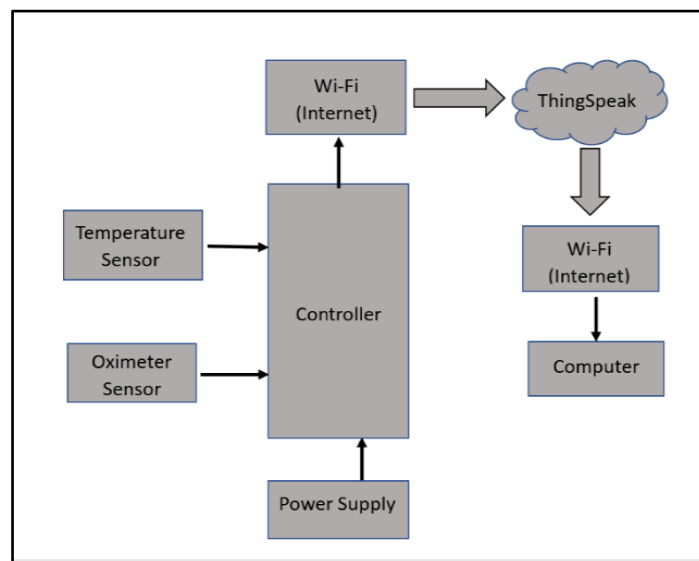 Wi-Fi
(Internet)
ThingSpeak
Temperature
Sensor
Controller
Wi-Fi
(Internet)
Oximeter
Sensor
Computer
Power Supply